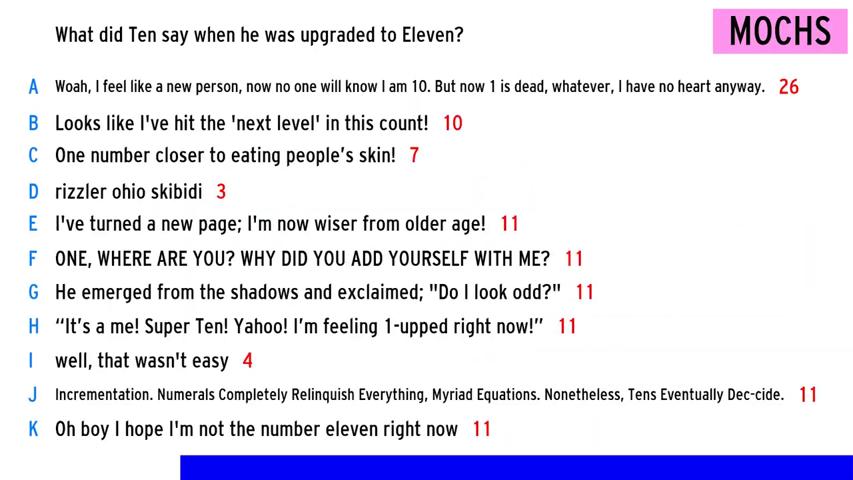 What did Ten say when he was upgraded to Eleven?
MOCHS
A Woah, I feel like a new person, now no one will know I am 10. But now 1 is dead, whatever, I have no heart anyway. 26
B Looks like I've hit the 'next level' in this count! 10
C One number closer to eating people’s skin! 7
D rizzler ohio skibidi 3
E I've turned a new page; I'm now wiser from older age! 11
F ONE, WHERE ARE YOU? WHY DID YOU ADD YOURSELF WITH ME? 11
G He emerged from the shadows and exclaimed; "Do I look odd?" 11
H “It’s a me! Super Ten! Yahoo! I’m feeling 1-upped right now!” 11
I well, that wasn't easy 4
J Incrementation. Numerals Completely Relinquish Everything, Myriad Equations. Nonetheless, Tens Eventually Dec-cide. 11
K Oh boy I hope I'm not the number eleven right now 11